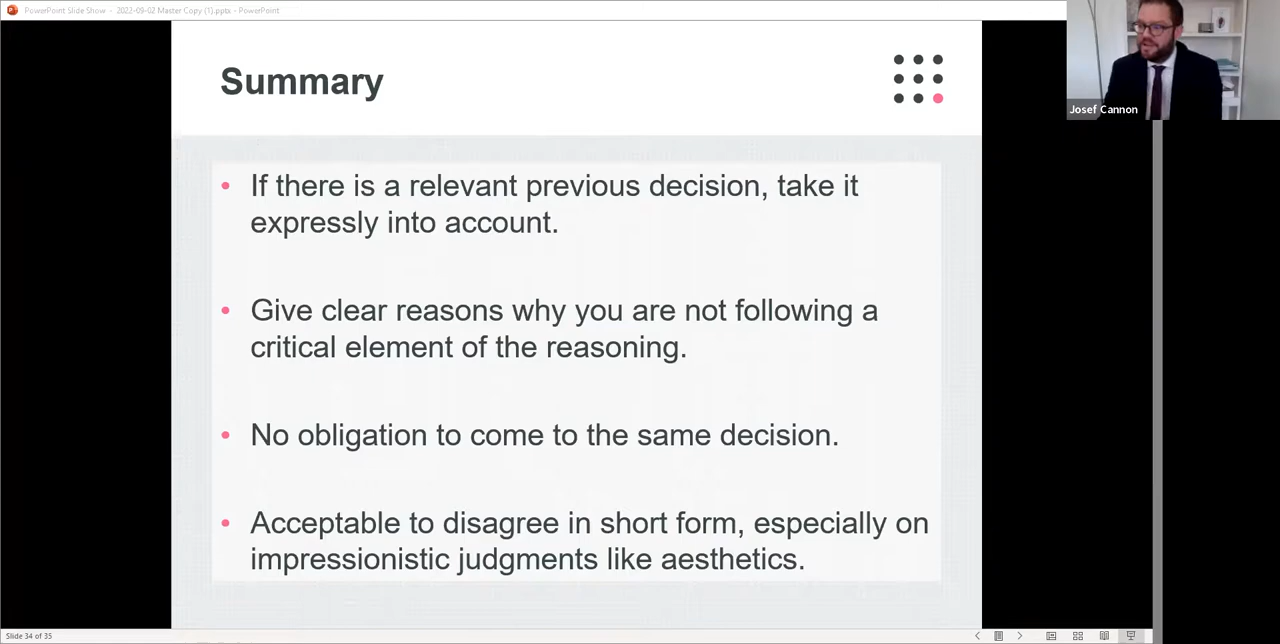 PowerPoint Slide Show - 2022-09-02 Master Copy (1).pptx - PowerPoint
Josef Cannon
Summary
• If there is a relevant previous decision, take it
expressly into account.
• Give clear reasons why you are not following a
critical element of the reasoning.
• No obligation to come to the same decision.
• Acceptable to disagree in short form, especially on
impressionistic judgments like aesthetics.
Slide 34 of 35